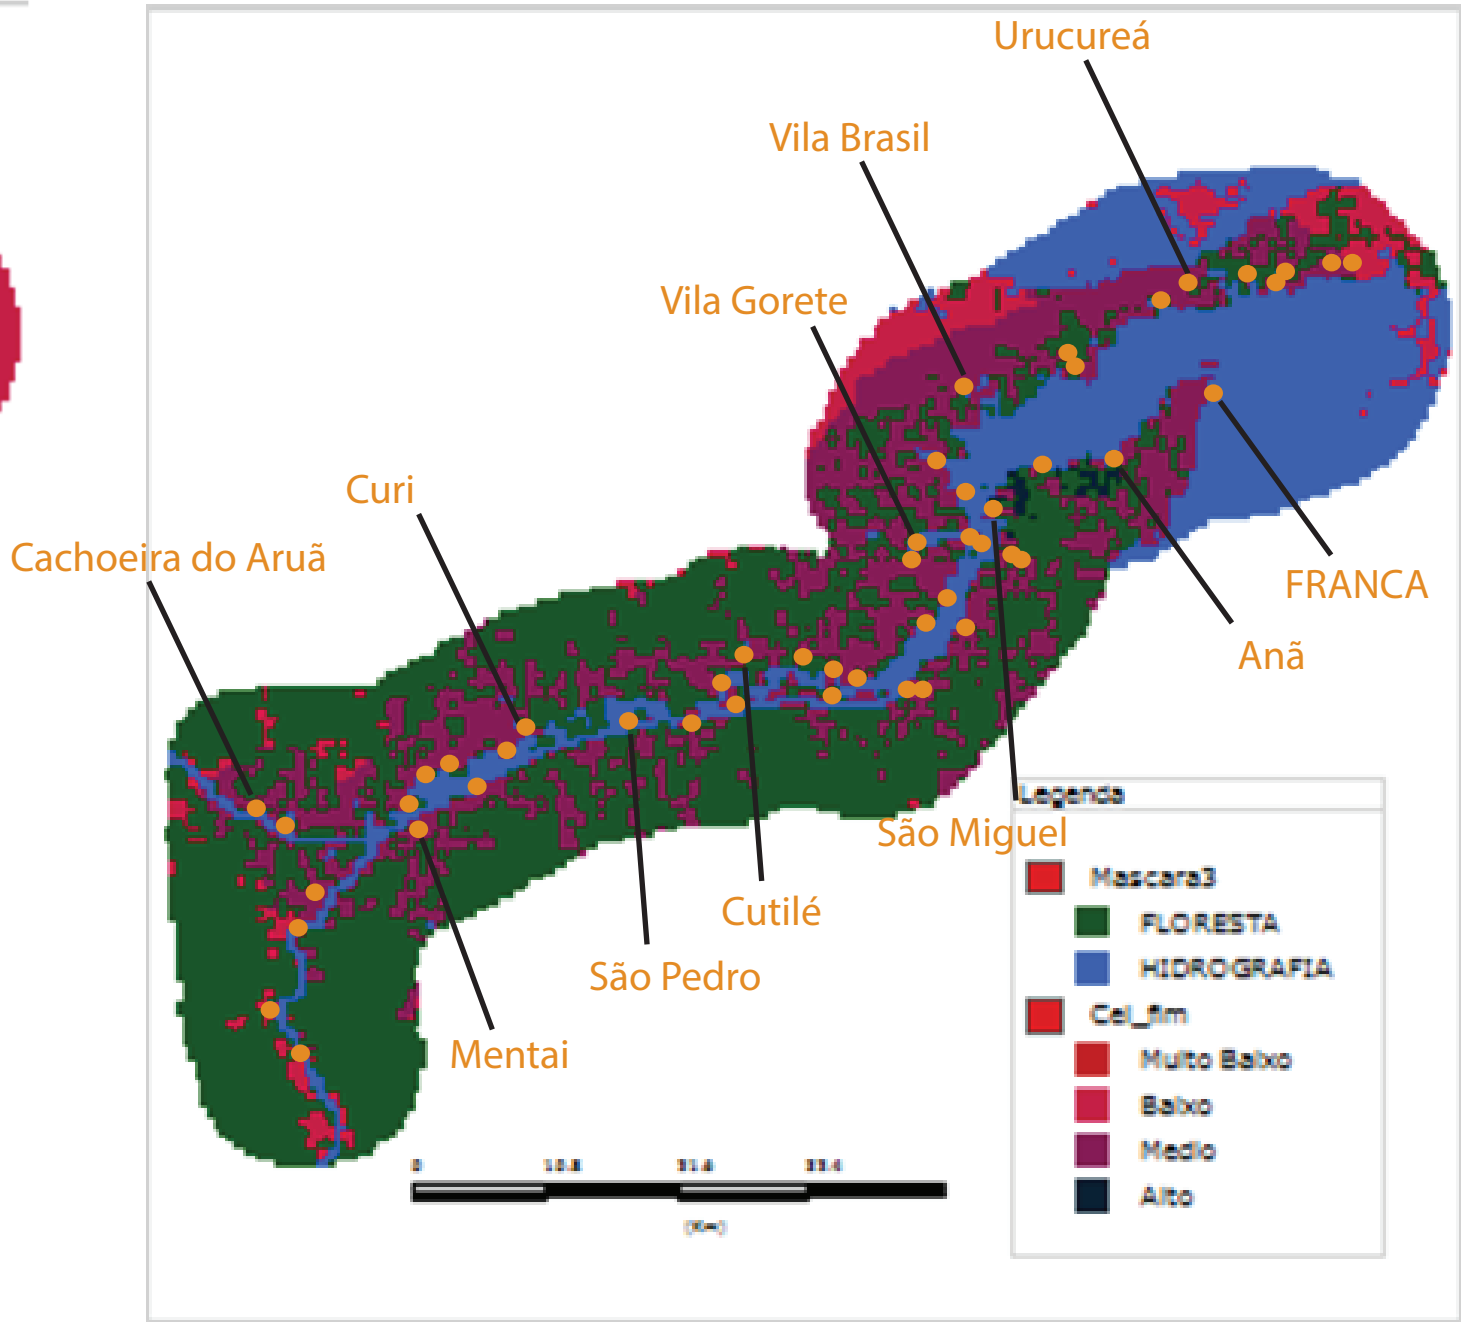 Urucureá
Vila Brasil
Vila Gorete
Curi
Cachoeira do Aruã
FRANCA
Anã
São Miguel
Cutilé
São Pedro
Mentai
Legenda
Mascara3
FLORESTA
HIDROGRAFIA
Cel_fim
Muito Baixo
Baixo
Medio
Alto
0
(Km)